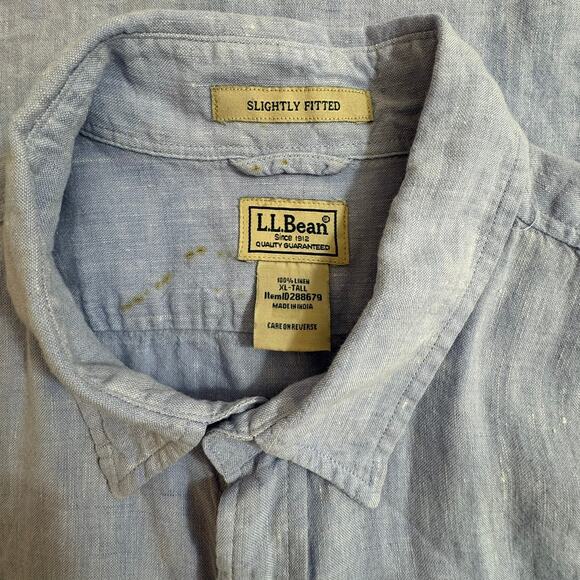 SLIGHTLY FITTED
L.L.Bean®
Since 1912
QUALITY GUARANTEED
100% LINEN
XL-TALL
ItemID288679
MADE IN INDIA
CARE ON REVERSE